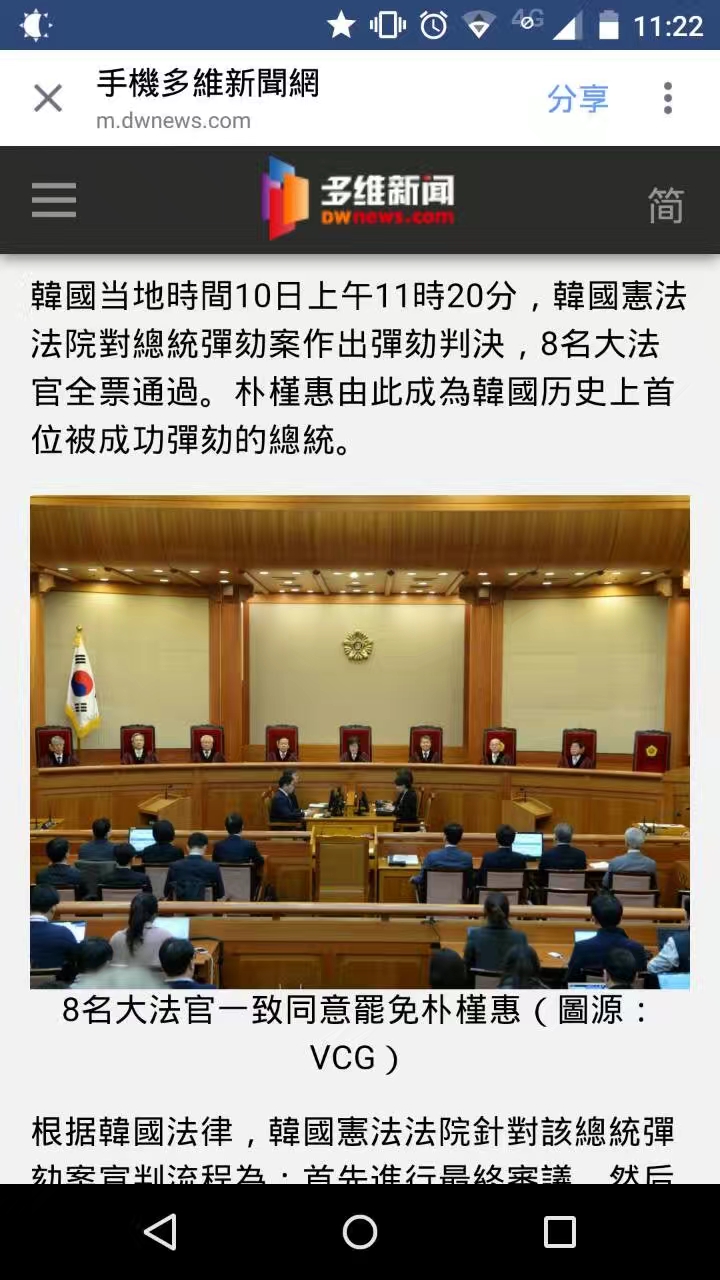 4G
11:22
手機多維新聞網
分享
m.dwnews.com
多维新闻
DWnews.com
简
韓國当地時間10日上午11時20分，韓國憲法
法院對總統彈劾案作出彈劾判決，8名大法
官全票通過。朴槿惠由此成為韓國历史上首
位被成功彈劾的總統。
8名大法官一致同意罷免朴槿惠（圖源：
VCG）
根据韓國法律，韓國憲法法院針對該總統彈
劾案宣判流程為：首先進行最終審議，然后